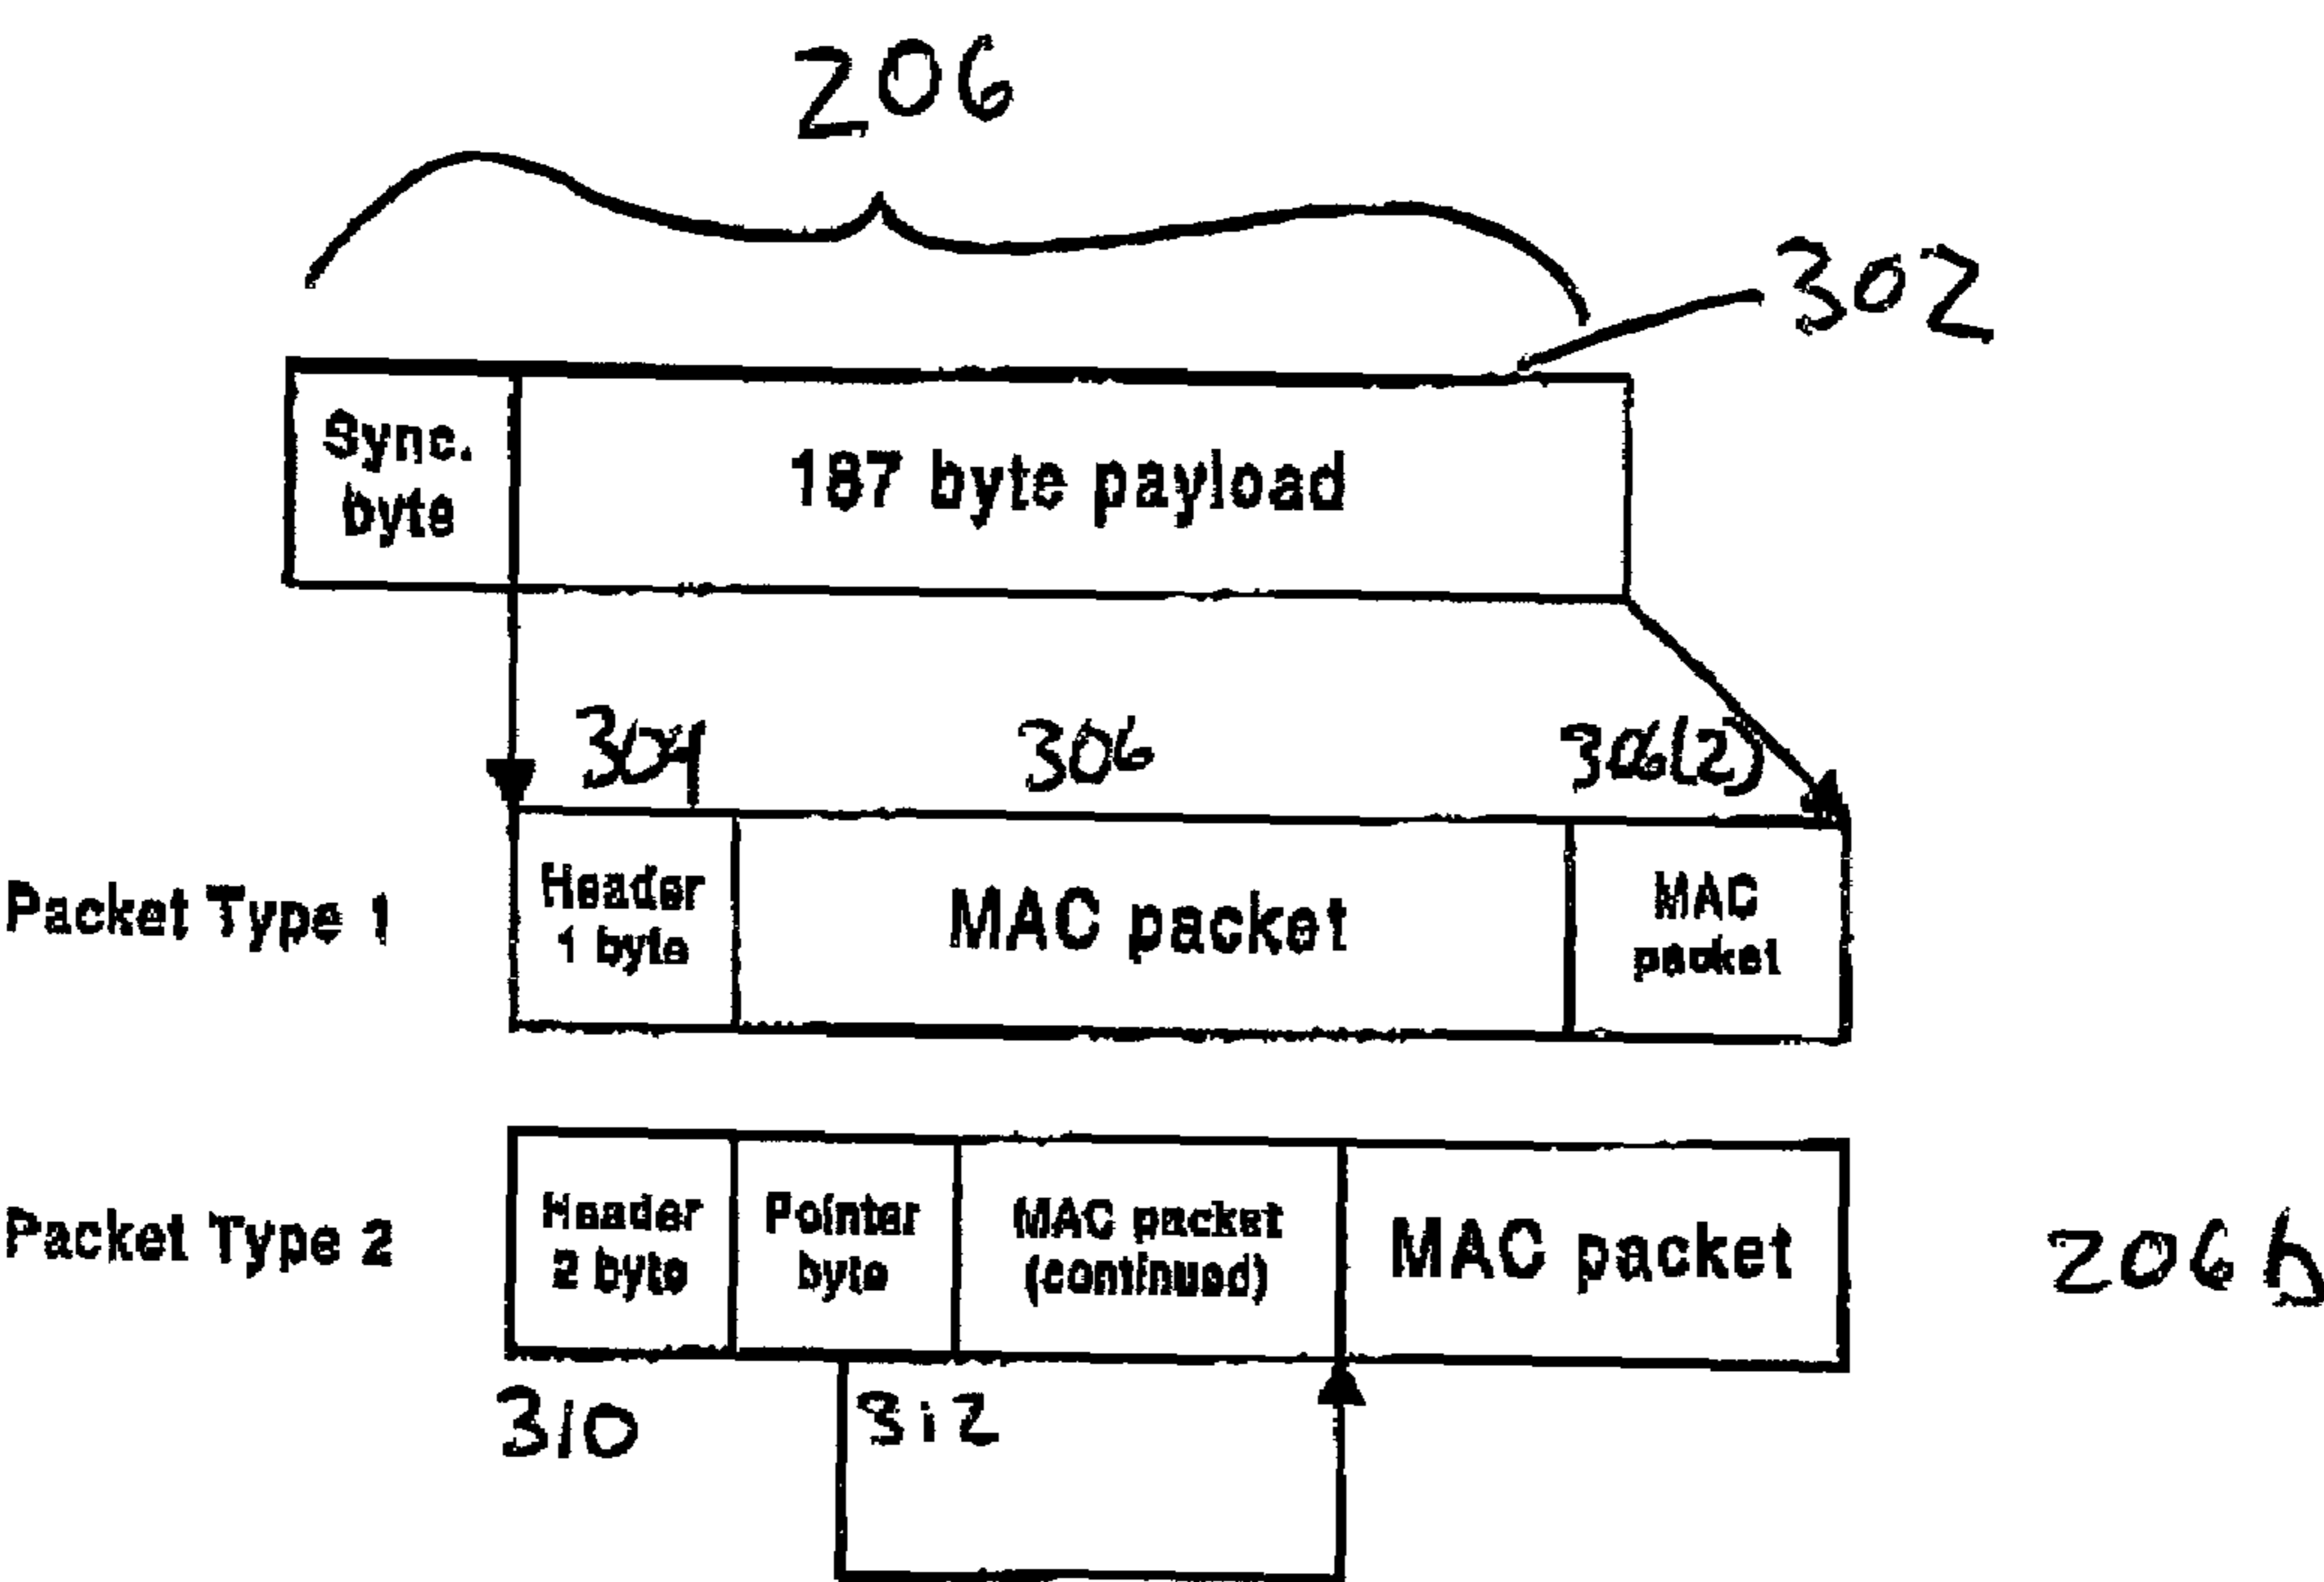 206
302
Sync.
byte
187 byte payload
304
306
306(2)
Packet Type 1
Header
1 byte
MAC packet
MAC
packet
Packet Type 2
Header
2 byte
Pointer
byte
MAC packet
(continued)
MAC packet
206b
310
312